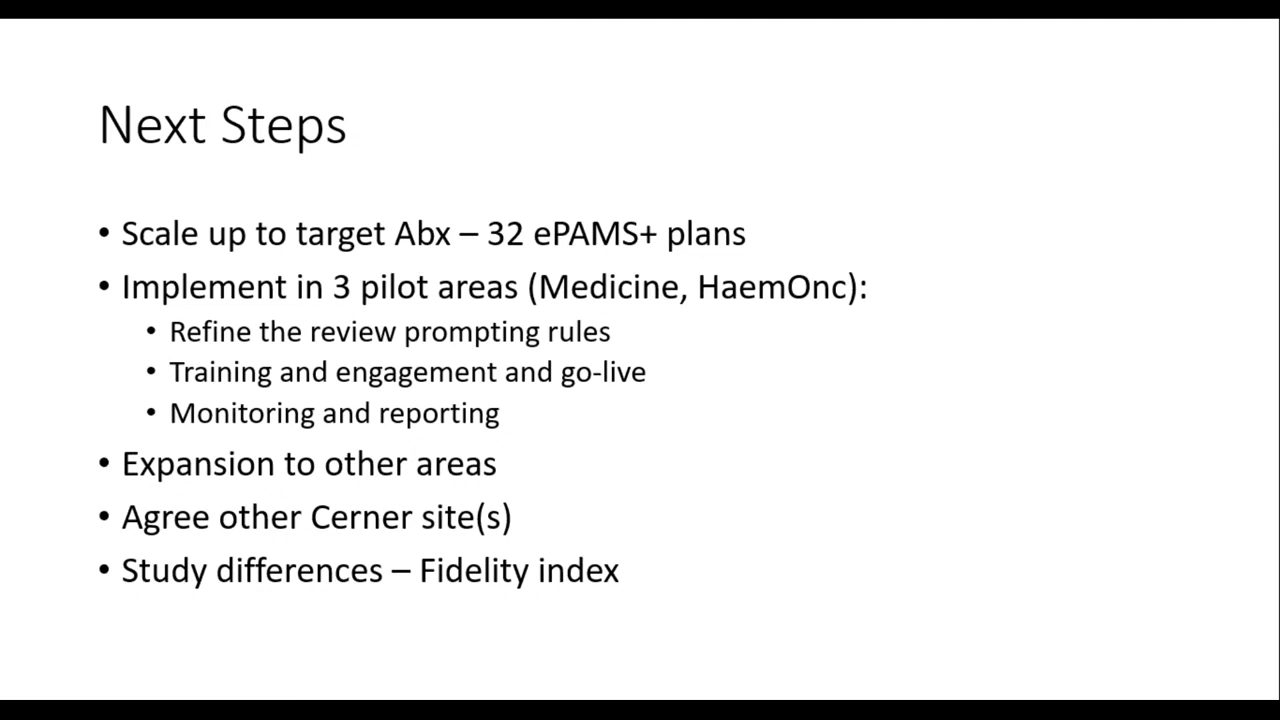 Next Steps
• Scale up to target Abx – 32 ePAMS+ plans
• Implement in 3 pilot areas (Medicine, HaemOnc):
• Refine the review prompting rules
• Training and engagement and go-live
• Monitoring and reporting
• Expansion to other areas
• Agree other Cerner site(s)
• Study differences – Fidelity index